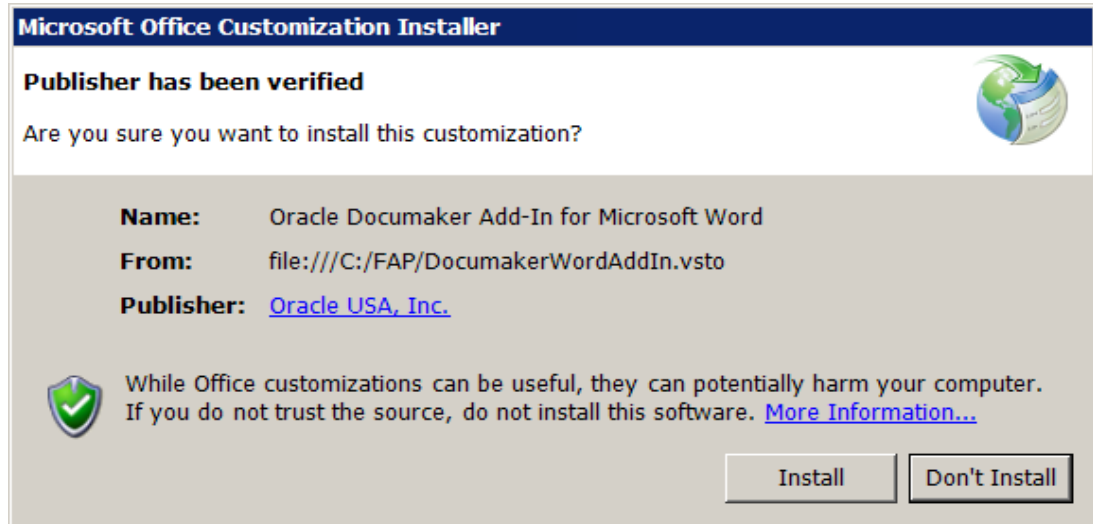 Microsoft Office Customization Installer
Publisher has been verified
Are you sure you want to install this customization?
Name: Oracle Documaker Add-In for Microsoft Word
From: file:///C:/FAP/DocumakerWordAddIn.vsto
Publisher: Oracle USA, Inc.
While Office customizations can be useful, they can potentially harm your computer.
If you do not trust the source, do not install this software. More Information...
Install Don't Install